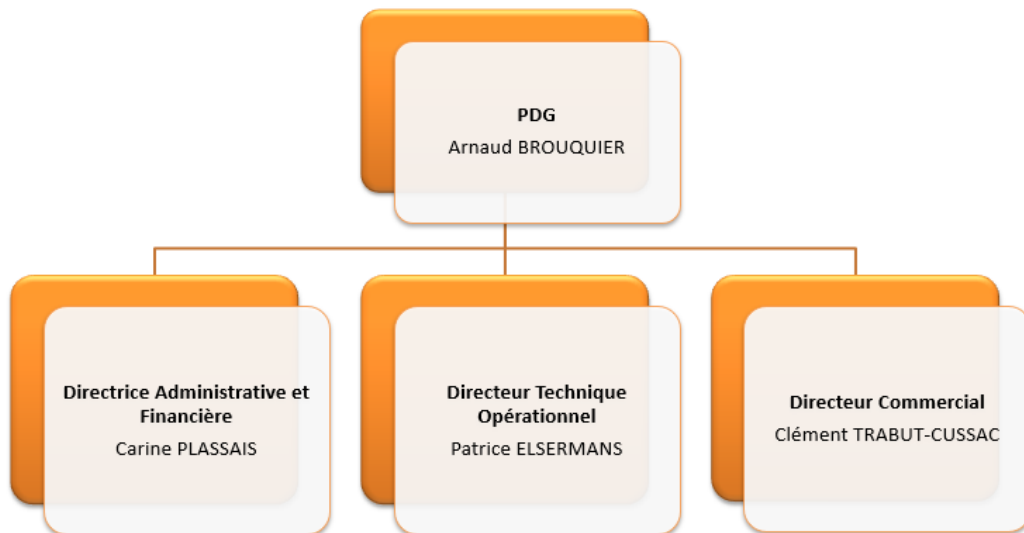 PDG
Arnaud BROUQUIER
Directrice Administrative et
Financière
Carine PLASSAIS
Directeur Technique
Opérationnel
Patrice ELSERMANS
Directeur Commercial
Clément TRABUT-CUSSAC